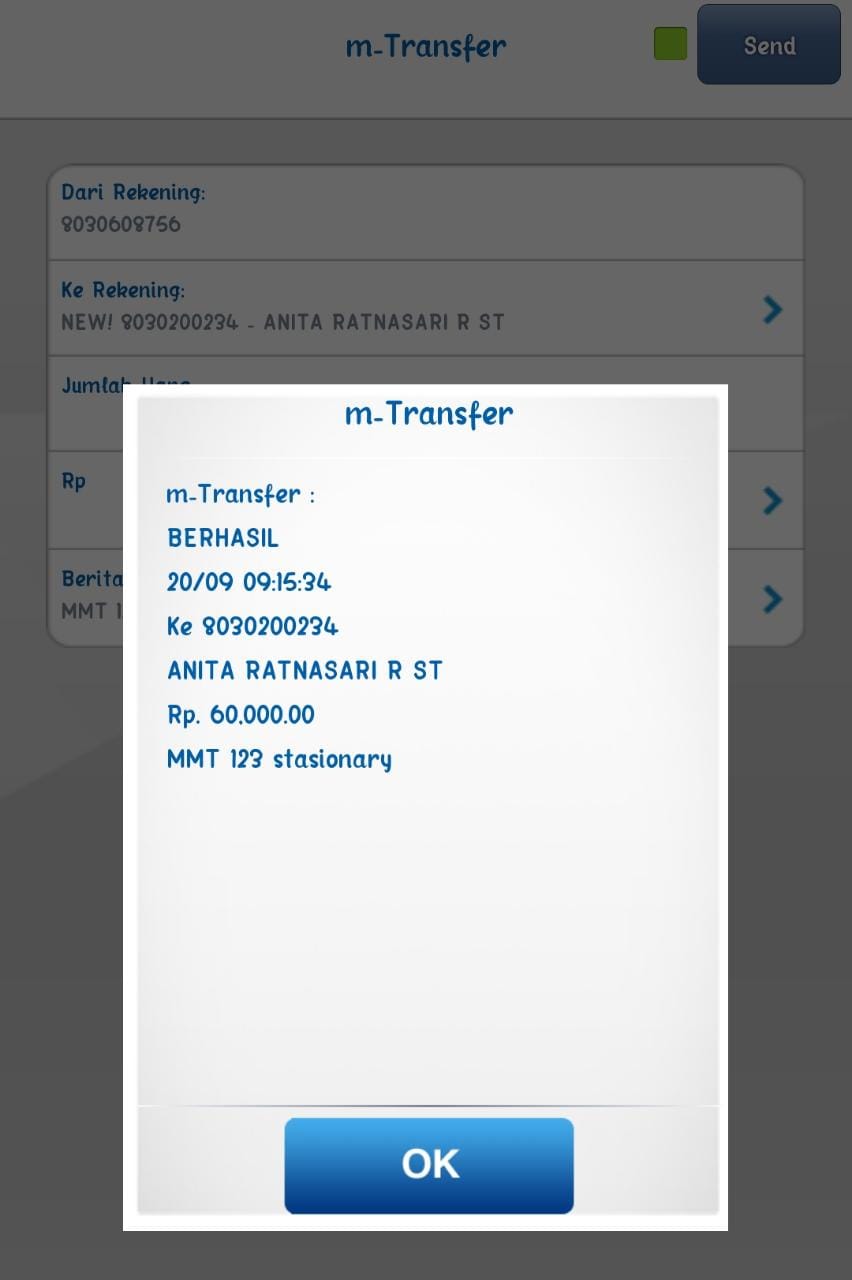 m-Transfer
Send
Dari Rekening:
8030608756
Ke Rekening:
NEW! 8030200234 - ANITA RATNASARI R ST
Jumlah Uang
Rp
Berita
MMT 1
m-Transfer
m-Transfer :
BERHASIL
20/09 09:15:34
Ke 8030200234
ANITA RATNASARI R ST
Rp. 60,000.00
MMT 123 stasionary
OK